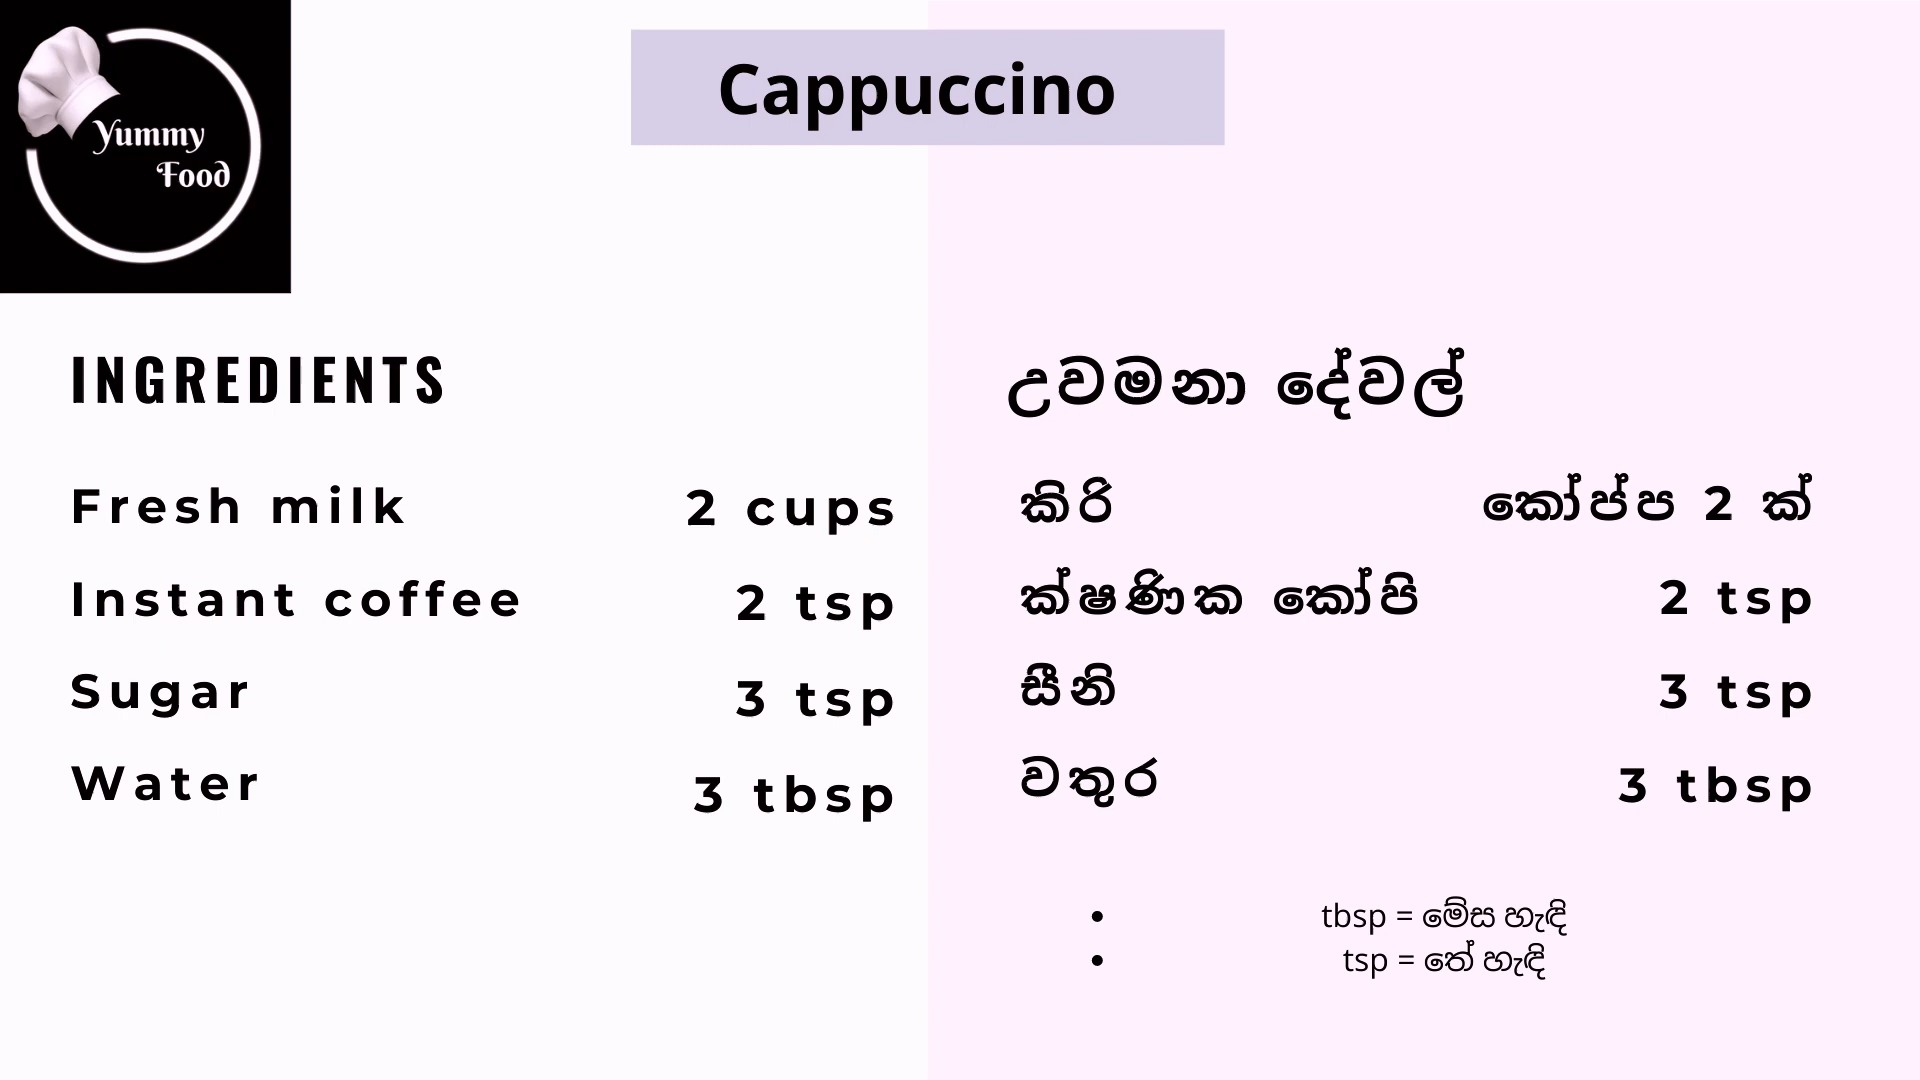 Yummy
Food
Cappuccino
INGREDIENTS
Fresh milk 2 cups
Instant coffee 2 tsp
Sugar 3 tsp
Water 3 tbsp
උවමනා දේවල්
කිරි කෝප්ප 2 ක්
ක්ෂණික කෝපි 2 tsp
සීනි 3 tsp
වතුර 3 tbsp
• tbsp = මේස හැඳි
• tsp = තේ හැඳි